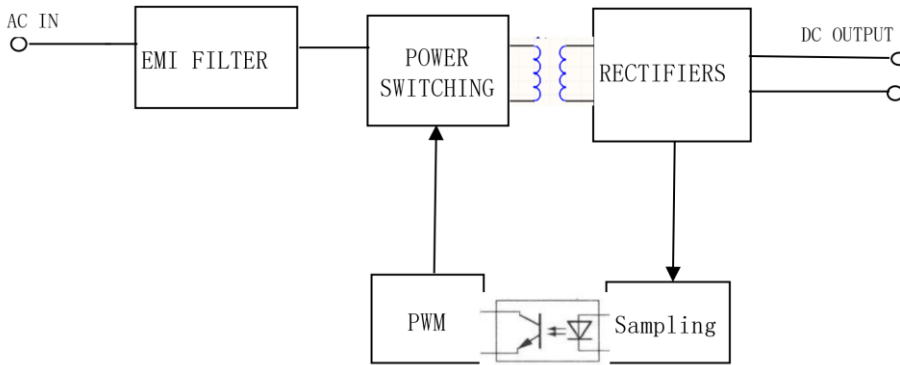 AC IN
EMI FILTER
POWER
SWITCHING
RECTIFIERS
DC OUTPUT
PWM
Sampling